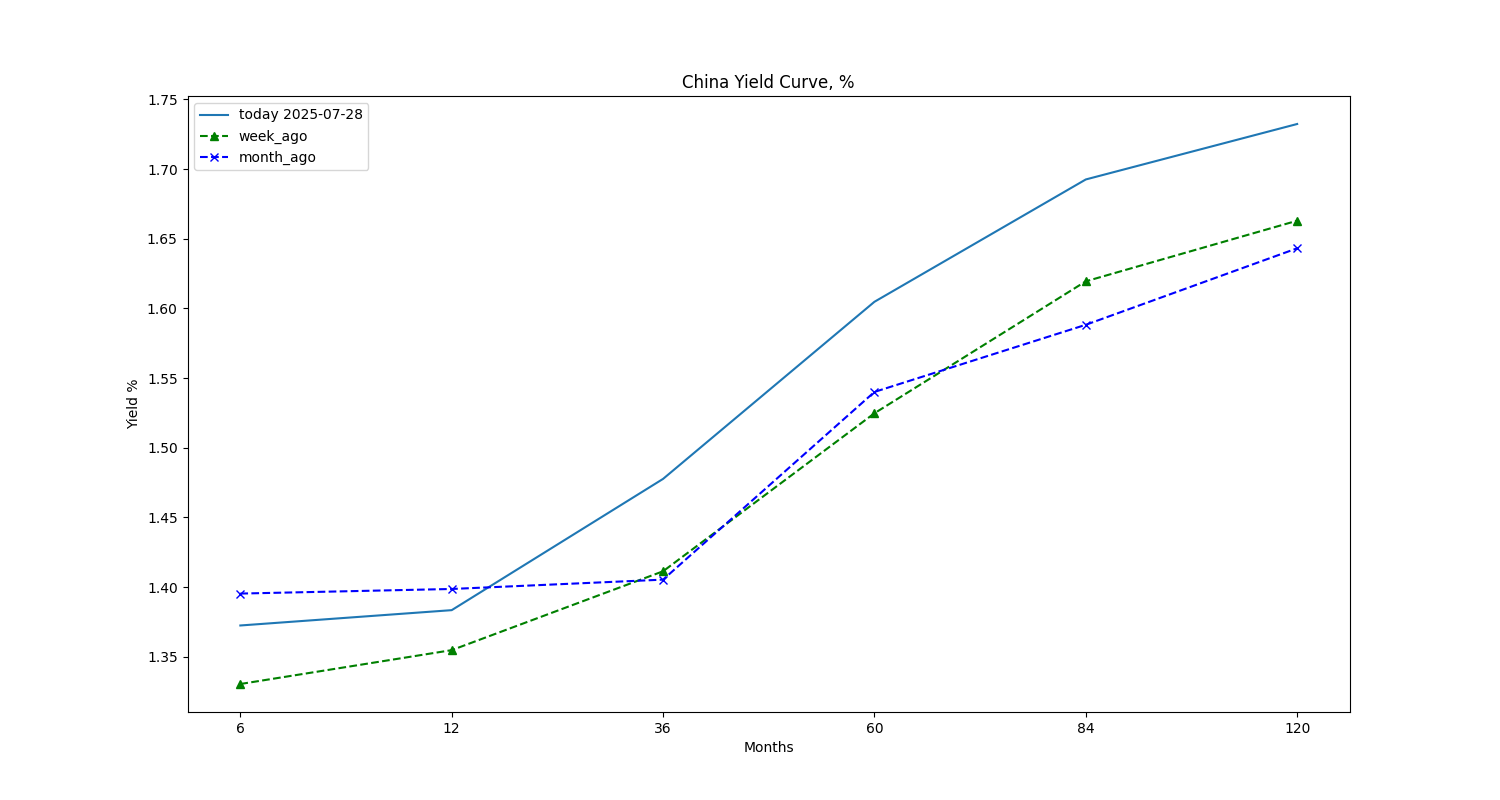 China Yield Curve, %
today 2025-07-28
week_ago
month_ago
Yield %
1.75
1.70
1.65
1.60
1.55
1.50
1.45
1.40
1.35
6 12 36 60 84 120
Months